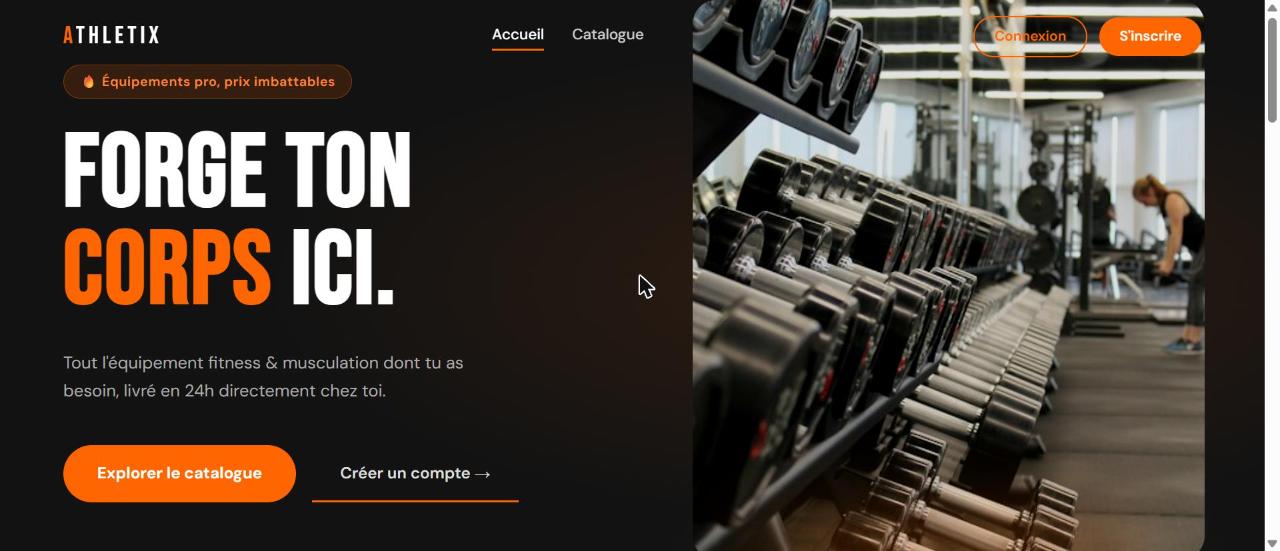 ATHLETIX
Accueil
Catalogue
Connexion
S'inscrire
Équipements pro, prix imbattables
FORGE TON
CORPS ICI.
Tout l'équipement fitness & musculation dont tu as
besoin, livré en 24h directement chez toi.
Explorer le catalogue
Créer un compte →